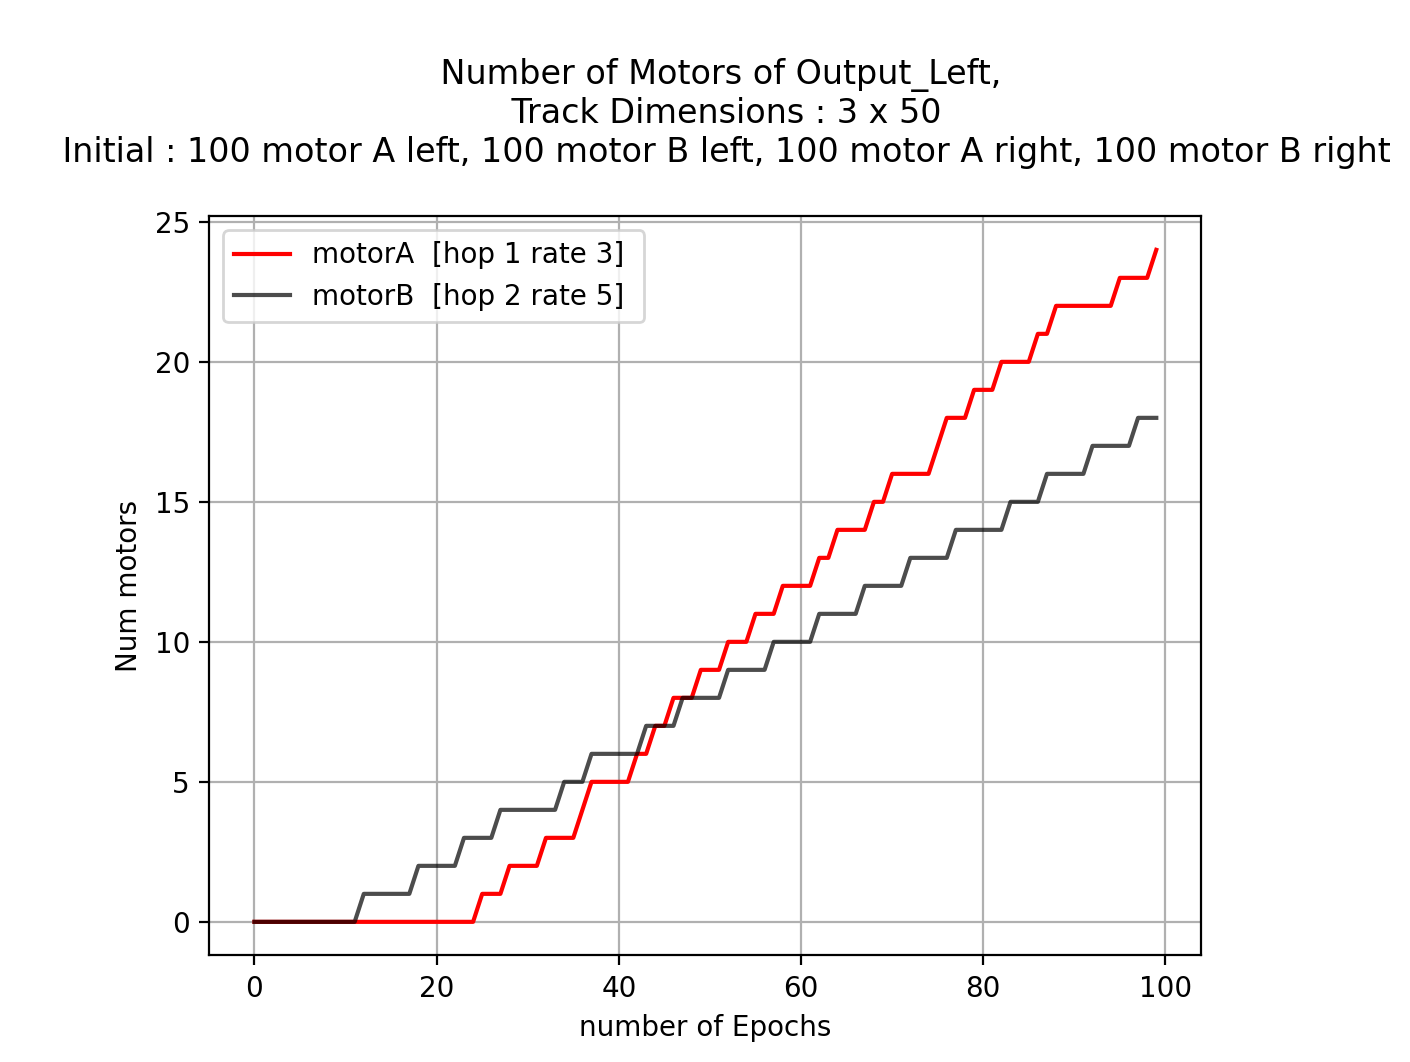 Number of Motors of Output_Left,
Track Dimensions : 3 x 50
Initial : 100 motor A left, 100 motor B left, 100 motor A right, 100 motor B right
25
motorA [hop 1 rate 3]
motorB [hop 2 rate 5]
20
15
Num motors
10
5
0
0 20 40 60 80 100
number of Epochs